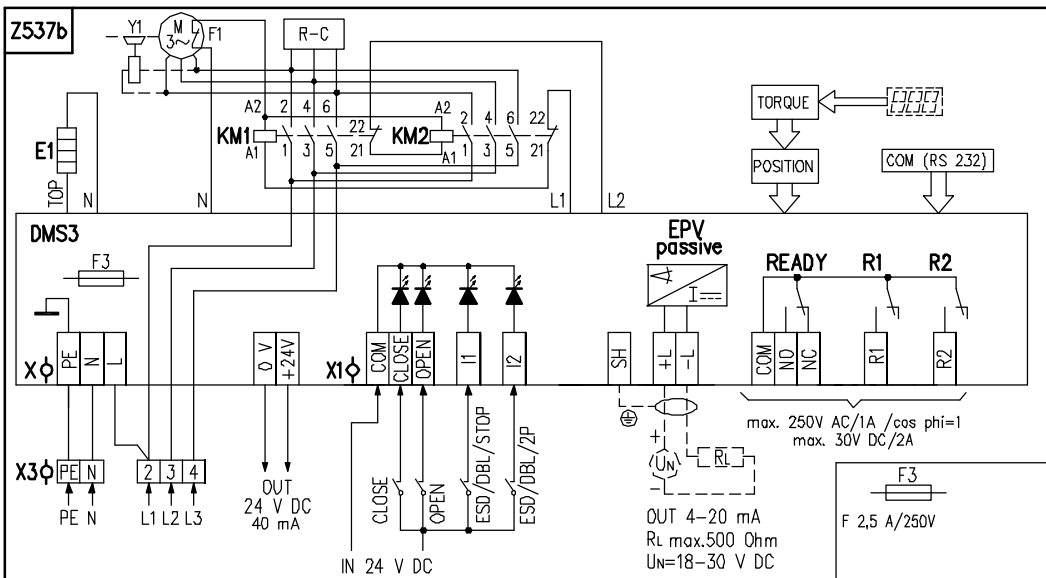 Z537b
Y1
M
3~
F1
R-C
A2 2 4 6
22
KM1
A1 1 3 5
21
A2 2 4 6
22
KM2
A1 1 3 5
21
TORQUE
POSITION
COM (RS 232)
E1
TOP
N
N
L1
L2
DMS3
F3
EPV
passive
READY R1 R2
X
PE
N
L
0 V
+24V
X1
COM
CLOSE
OPEN
I1
I2
SH
+L
-L
I
COM
NO
NC
R1
R2
max. 250V AC/1A /cos phi=1
max. 30V DC/2A
X3
PE N
2 3 4
PE N
L1 L2 L3
OUT
24 V DC
40 mA
CLOSE
OPEN
ESD/DBL/STOP
ESD/DBL/2P
IN 24 V DC
+
UN
-
RL
OUT 4-20 mA
RL max.500 Ohm
UN=18-30 V DC
F3
F 2,5 A/250V